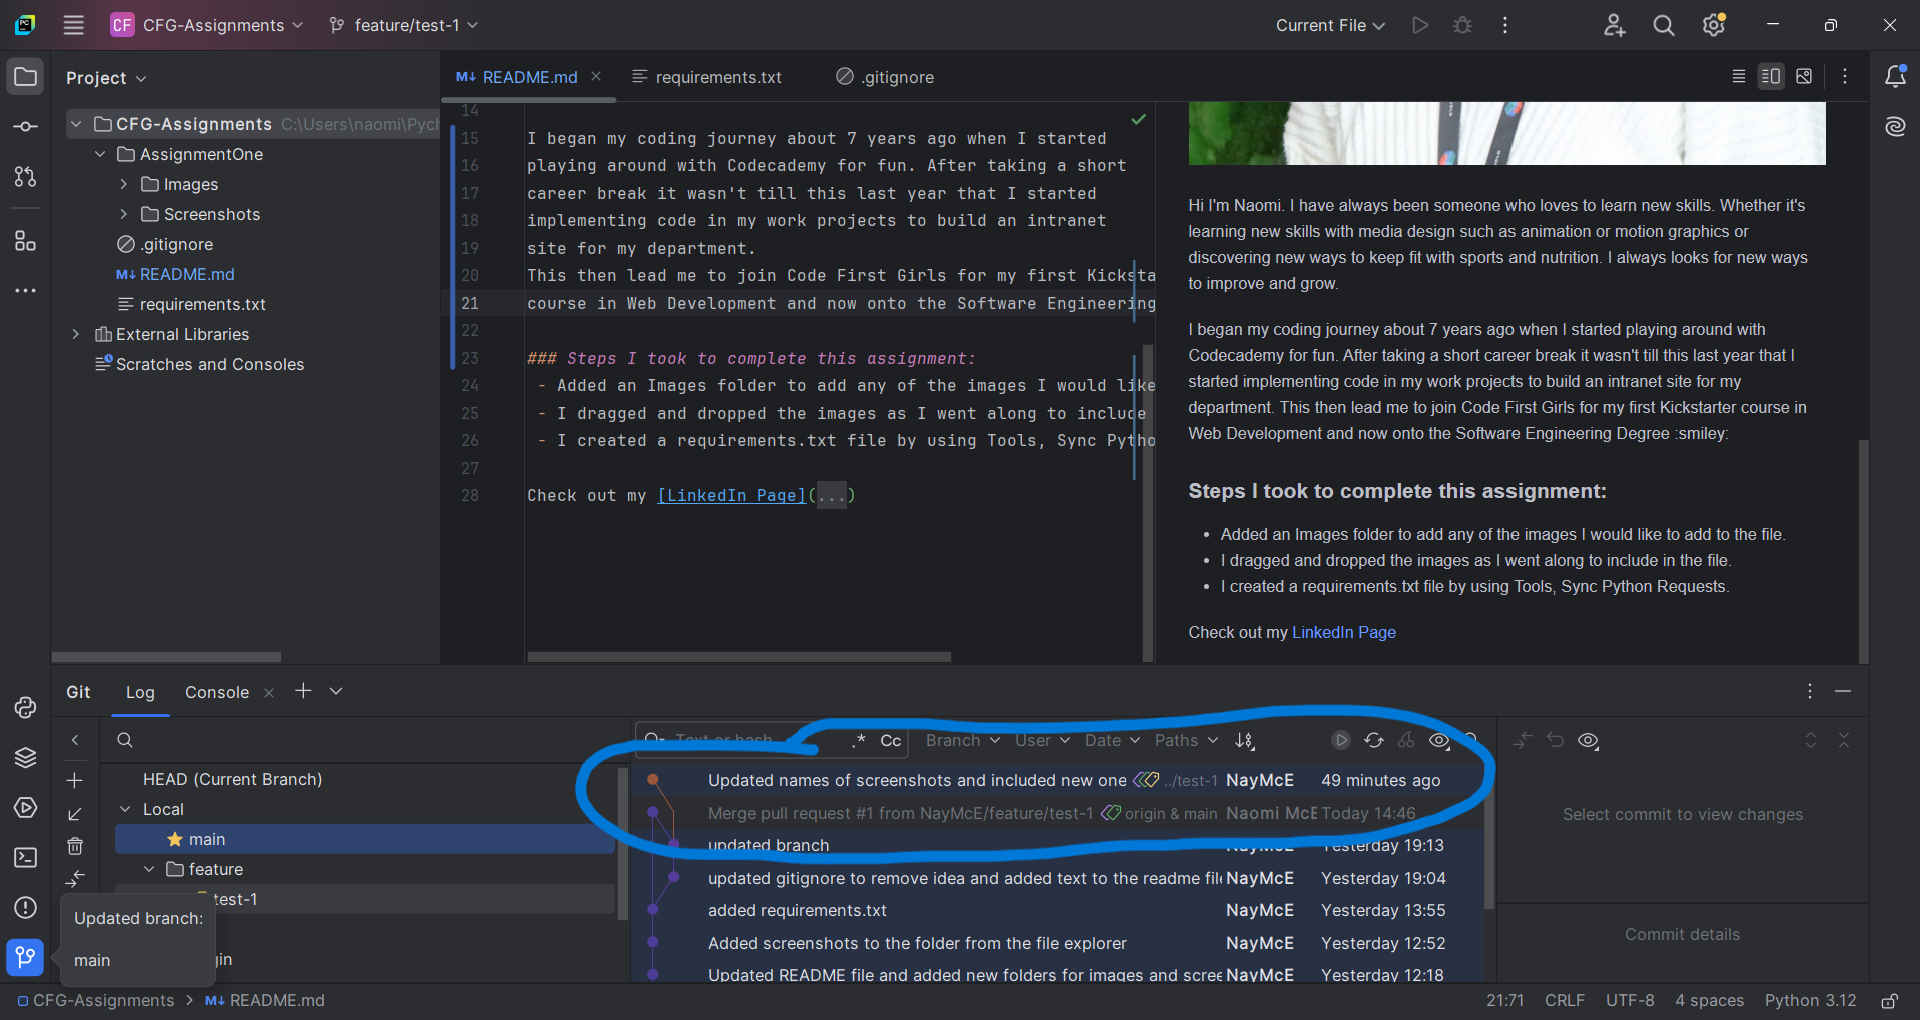 CF CFG-Assignments feature/test-1 Current File
Project
README.md requirements.txt .gitignore
CFG-Assignments C:\Users\naomi\Pych
AssignmentOne
Images
Screenshots
.gitignore
README.md
requirements.txt
External Libraries
Scratches and Consoles
14
15 I began my coding journey about 7 years ago when I started
16 playing around with Codecademy for fun. After taking a short
17 career break it wasn't till this last year that I started
18 implementing code in my work projects to build an intranet
19 site for my department.
20 This then lead me to join Code First Girls for my first Kicksta
21 course in Web Development and now onto the Software Engineering
22
23 ### Steps I took to complete this assignment:
24 - Added an Images folder to add any of the images I would like
25 - I dragged and dropped the images as I went along to include
26 - I created a requirements.txt file by using Tools, Sync Pytho
27
28 Check out my [LinkedIn Page](...)
Hi I'm Naomi. I have always been someone who loves to learn new skills. Whether it's
learning new skills with media design such as animation or motion graphics or
discovering new ways to keep fit with sports and nutrition. I always looks for new ways
to improve and grow.
I began my coding journey about 7 years ago when I started playing around with
Codecademy for fun. After taking a short career break it wasn't till this last year that I
started implementing code in my work projects to build an intranet site for my
department. This then lead me to join Code First Girls for my first Kickstarter course in
Web Development and now onto the Software Engineering Degree :smiley:
Steps I took to complete this assignment:
• Added an Images folder to add any of the images I would like to add to the file.
• I dragged and dropped the images as I went along to include in the file.
• I created a requirements.txt file by using Tools, Sync Python Requests.
Check out my LinkedIn Page
Git Log Console
HEAD (Current Branch)
Local
main
feature
test-1
Updated branch:
main
gin
Text or hash .* Cc Branch User Date Paths
Updated names of screenshots and included new one ../test-1 NayMcE 49 minutes ago
Merge pull request #1 from NayMcE/feature/test-1 origin & main Naomi McE Today 14:46
updated branch NayMcE Yesterday 19:13
updated gitignore to remove idea and added text to the readme file NayMcE Yesterday 19:04
added requirements.txt NayMcE Yesterday 13:55
Added screenshots to the folder from the file explorer NayMcE Yesterday 12:52
Updated README file and added new folders for images and scree NayMcE Yesterday 12:18
Select commit to view changes
Commit details
CFG-Assignments > README.md
21:71 CRLF UTF-8 4 spaces Python 3.12